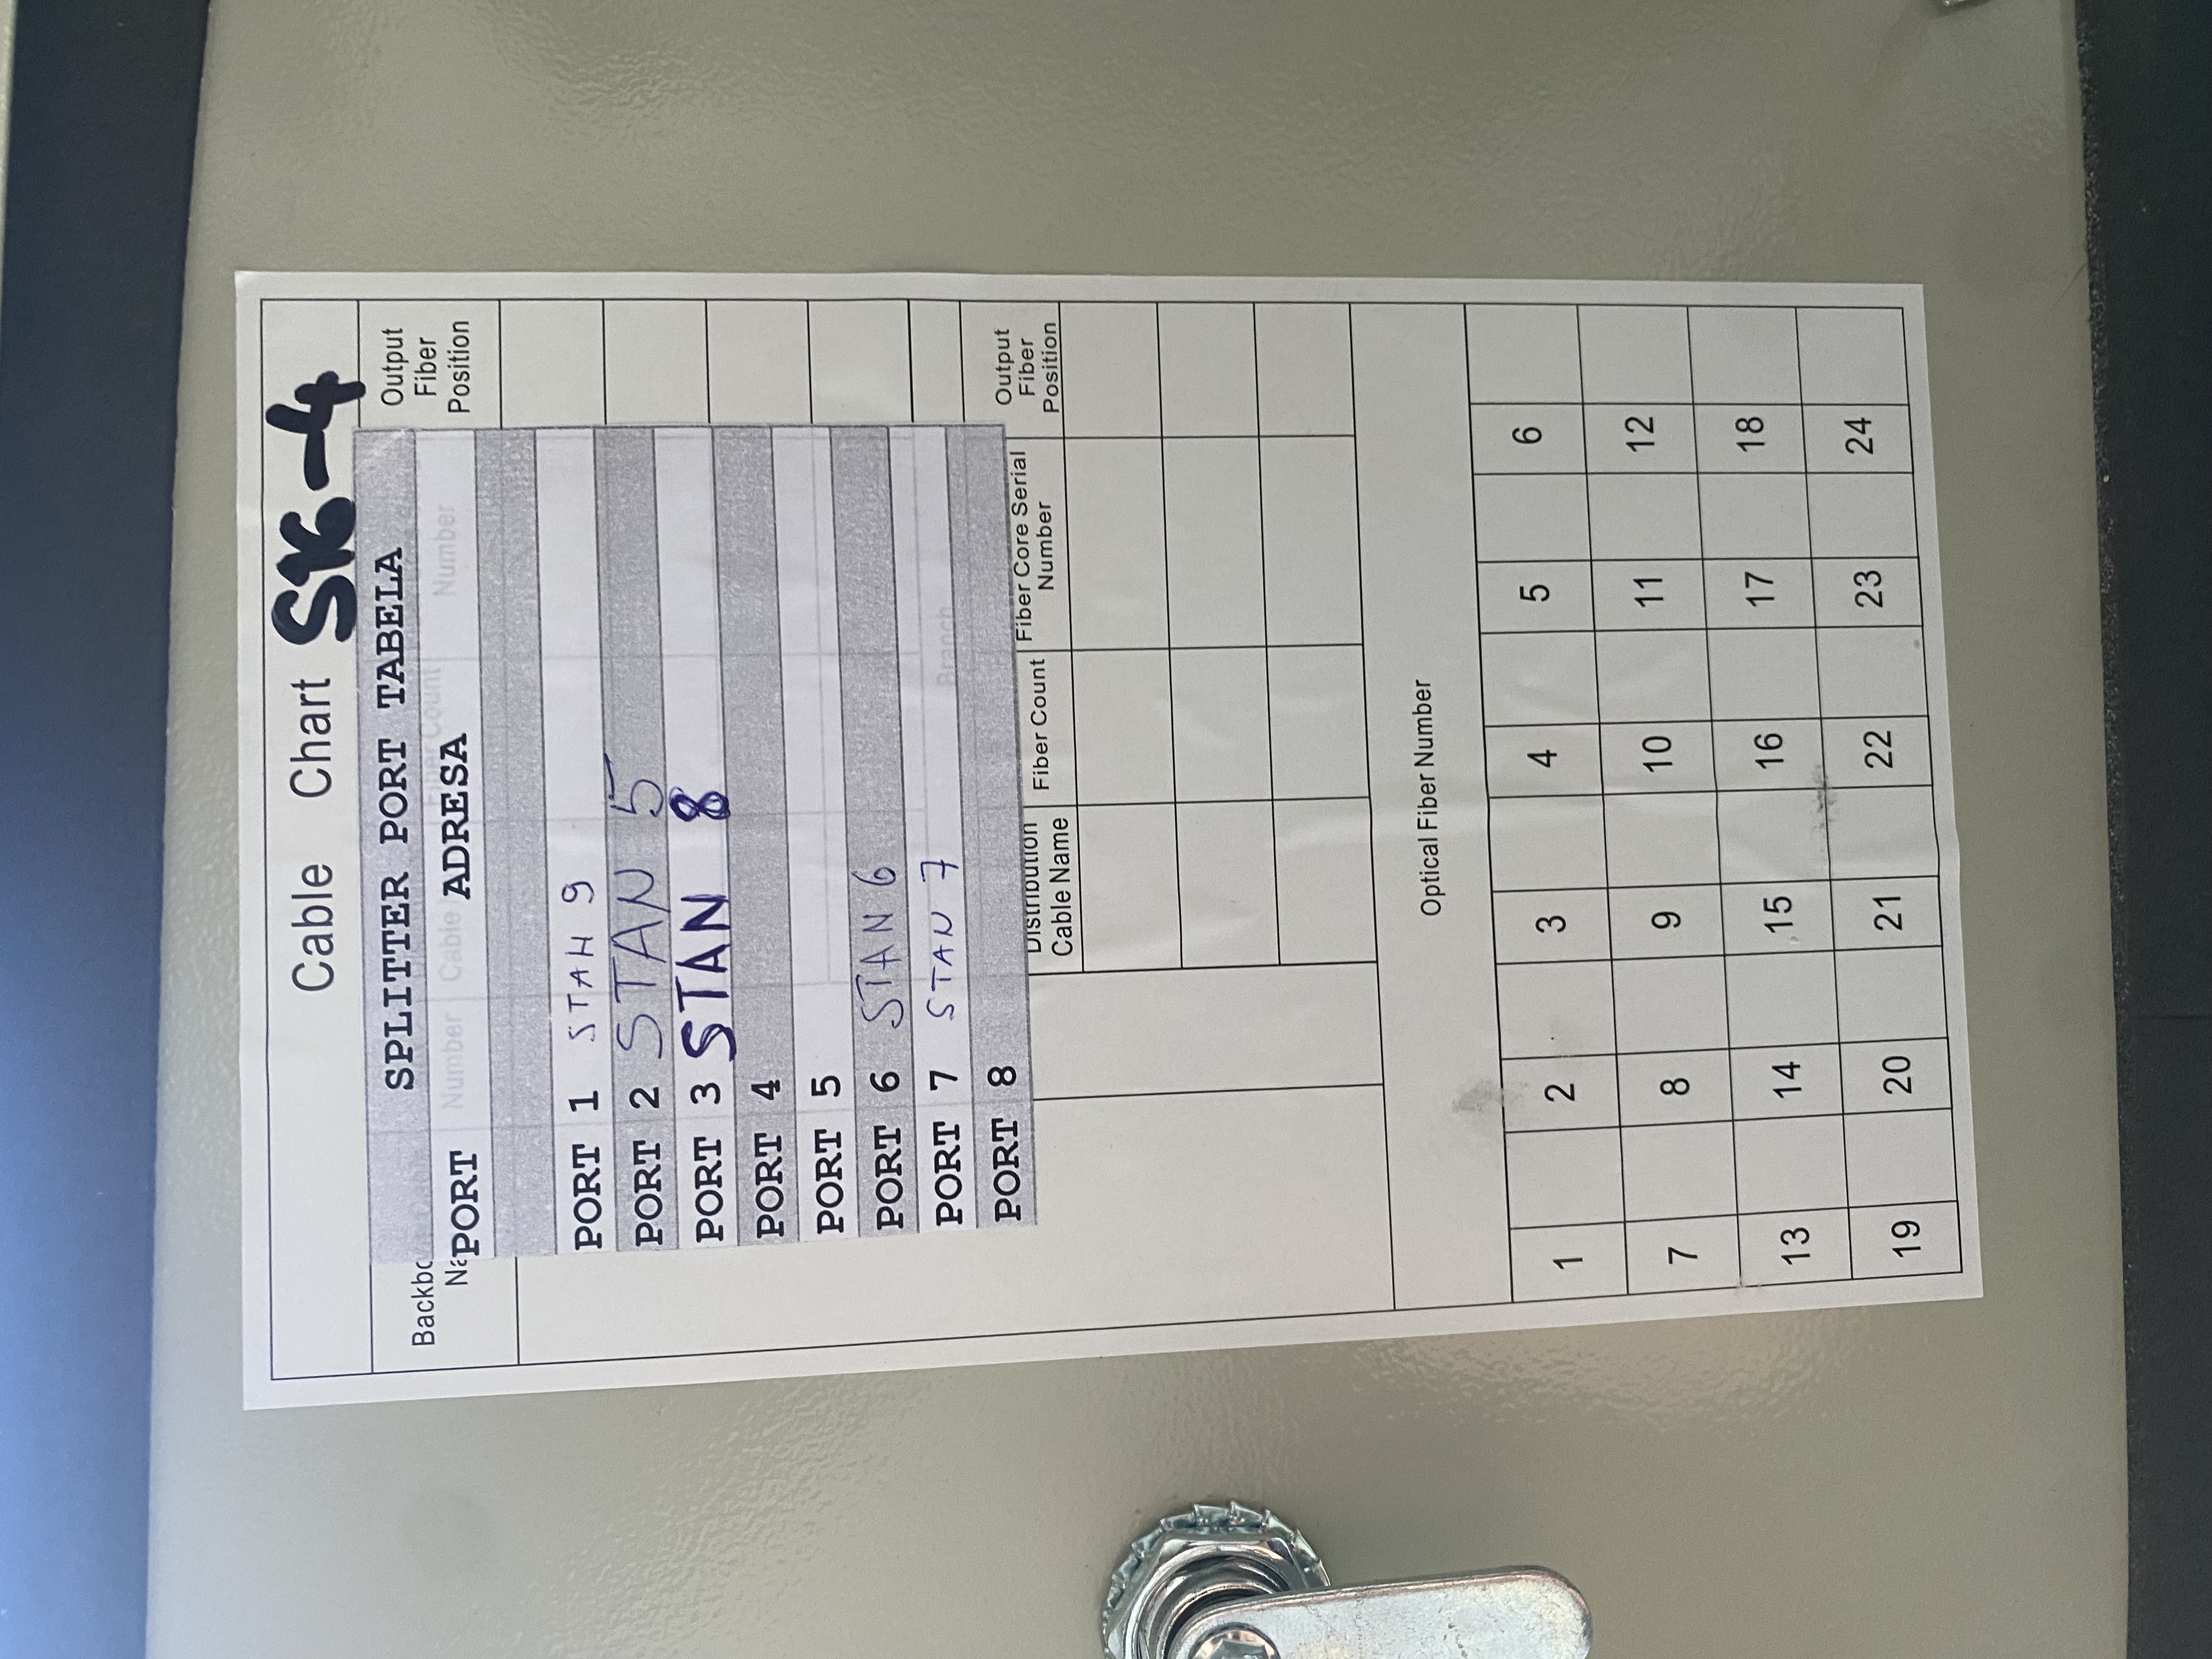 Cable Chart SK-4
SPLITTER PORT TABELA
PORT ADRESA
Output
Fiber
Position
PORT 1 STAN 9
PORT 2 STAN 5
PORT 3 STAN 8
PORT 4
PORT 5
PORT 6 STAN 6
PORT 7 STAN 7
PORT 8
Distribution
Cable Name
Fiber Count
Fiber Core Serial
Number
Output
Fiber
Position
Optical Fiber Number
1 2 3 4 5 6
7 8 9 10 11 12
13 14 15 16 17 18
19 20 21 22 23 24